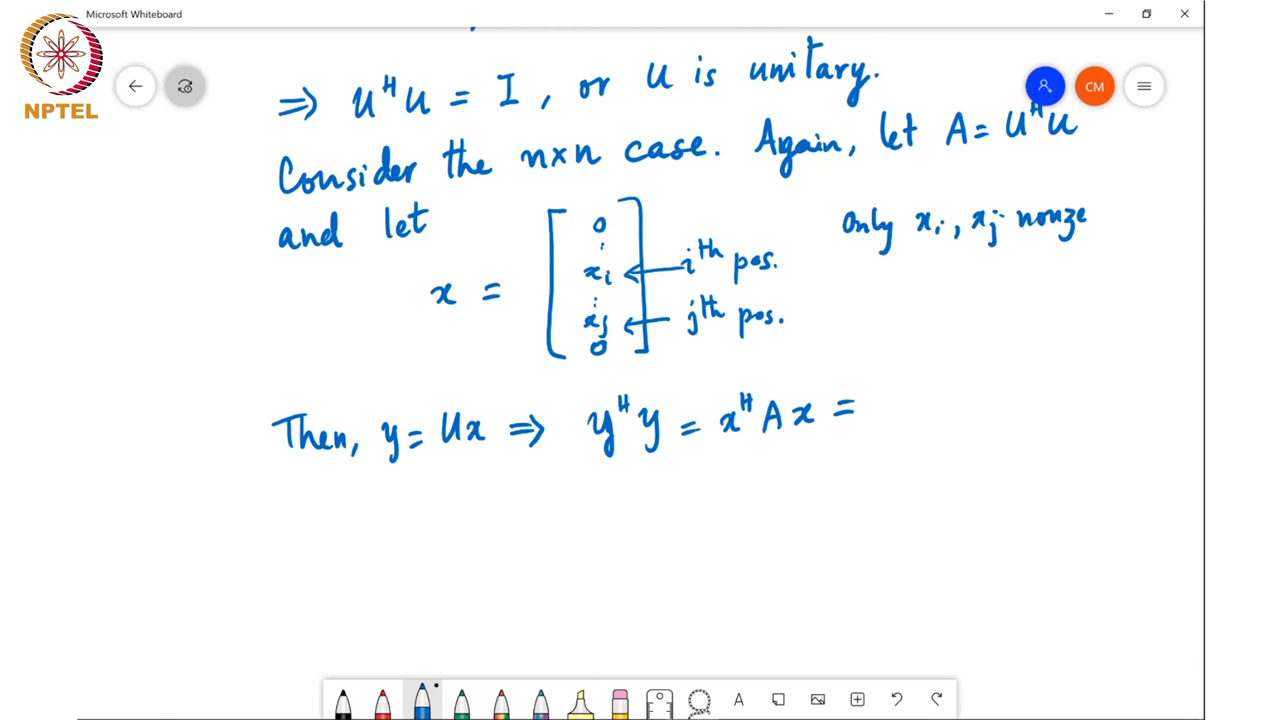 Microsoft Whiteboard
NPTEL
CM
⇒ U^H U = I, or U is unitary.
Consider the n×n case. Again, let A = U^H U
and let
only x_i, x_j nonze
x = [ 0 ⋮ x_i ⋮ x_j 0 ]
← i^th pos.
← j^th pos.
Then, y = Ux ⇒ y^H y = x^H A x =
A